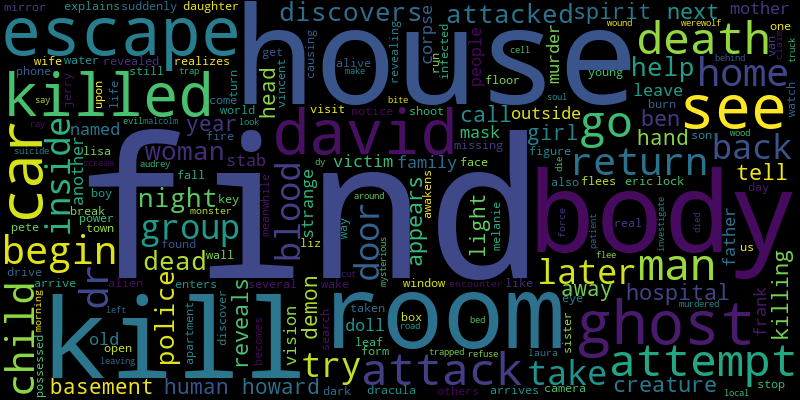 mirror explains suddenly daughter
discovers attacked spirit next mother
escape house death
wife water revealed realizes
phone still trap
killed head floor young help home
car say jerry upon life turn come get vincent alive make
causing revealing corpse run infected people cell murder
wound werewolf van one claim truck behind
leave burn watch
ray evil malcolm world look bite
visit notice shoot call outside ben soul see
inside named year fire david mask girl go hand son wood back
suicide lisa woman stab victim family missing figure return tell
scream audrey dy face die
another boy night fall key strange appears awakens also flees eric lock day
break power monster meanwhile blood around light melanie
pete town group found wall liz way door find body
force real investigate died father us
begin dr dead mysterious later man patient flee
drive police enters several demon wake window encounter like away hospital
arrive alien cut room eye murdered frank killing
child morning left kill apartment discover reveals becomes vision search taken doll box road bed sister ghost
possessed old open leaving leaf form trapped refuse laura
try attack take attempt
basement human howard dark dracula others arrives camera creature stop local